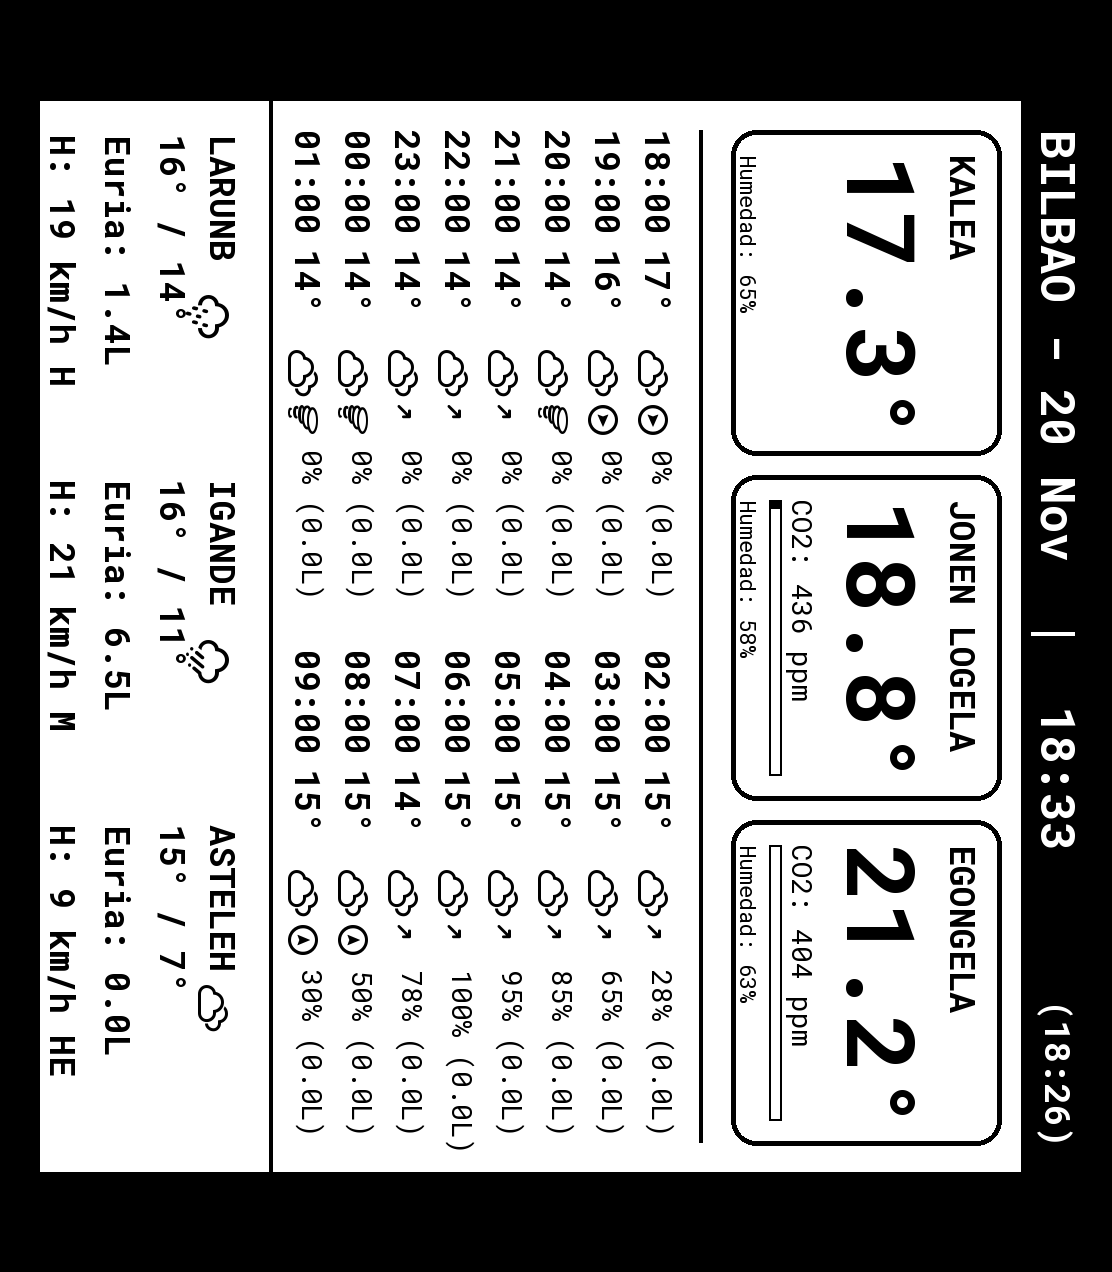 BILBAO - 20 Nov | 18:33 (18:26)
KALEA
17.3°
Humedad: 65%
JONEN LOGELA
18.8°
CO2: 436 ppm
Humedad: 58%
EGONGELA
21.2°
CO2: 404 ppm
Humedad: 63%
18:00 17° 0% (0.0L)
19:00 16° 0% (0.0L)
20:00 14° 0% (0.0L)
21:00 14° 0% (0.0L)
22:00 14° 0% (0.0L)
23:00 14° 0% (0.0L)
00:00 14° 0% (0.0L)
01:00 14° 0% (0.0L)
02:00 15° 28% (0.0L)
03:00 15° 65% (0.0L)
04:00 15° 85% (0.0L)
05:00 15° 95% (0.0L)
06:00 15° 100% (0.0L)
07:00 14° 78% (0.0L)
08:00 15° 50% (0.0L)
09:00 15° 30% (0.0L)
LARUNB
16° / 14°
Euria: 1.4L
H: 19 km/h H
IGANDE
16° / 11°
Euria: 6.5L
H: 21 km/h M
ASTELEH
15° / 7°
Euria: 0.0L
H: 9 km/h HE